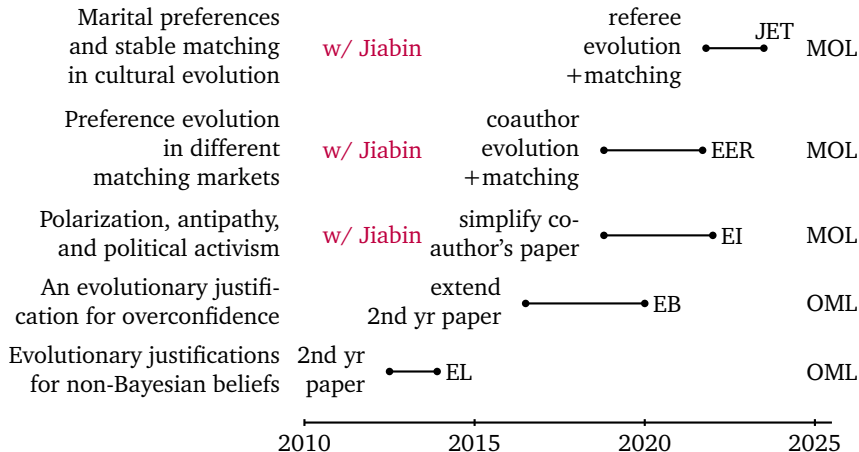 Marital preferences
and stable matching
in cultural evolution
w/ Jiabin
referee
evolution
+matching
JET
MOL
Preference evolution
in different
matching markets
w/ Jiabin
coauthor
evolution
+matching
EER
MOL
Polarization, antipathy,
and political activism
w/ Jiabin
simplify co-
author's paper
EI
MOL
An evolutionary justifi-
cation for overconfidence
extend
2nd yr paper
EB
OML
Evolutionary justifications
for non-Bayesian beliefs
2nd yr
paper
EL
OML
2010
2015
2020
2025